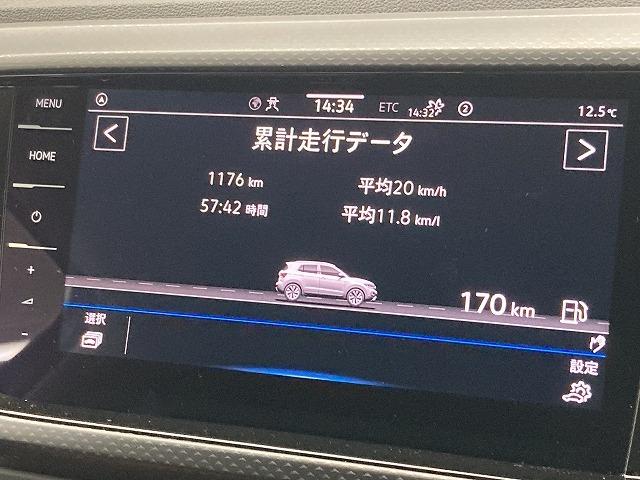 MENU
HOME
A
14:34
ETC
14:32
2
12.5℃
累計走行データ
1176 km
平均20 km/h
57:42 時間
平均11.8 km/l
170 km
選択
設定